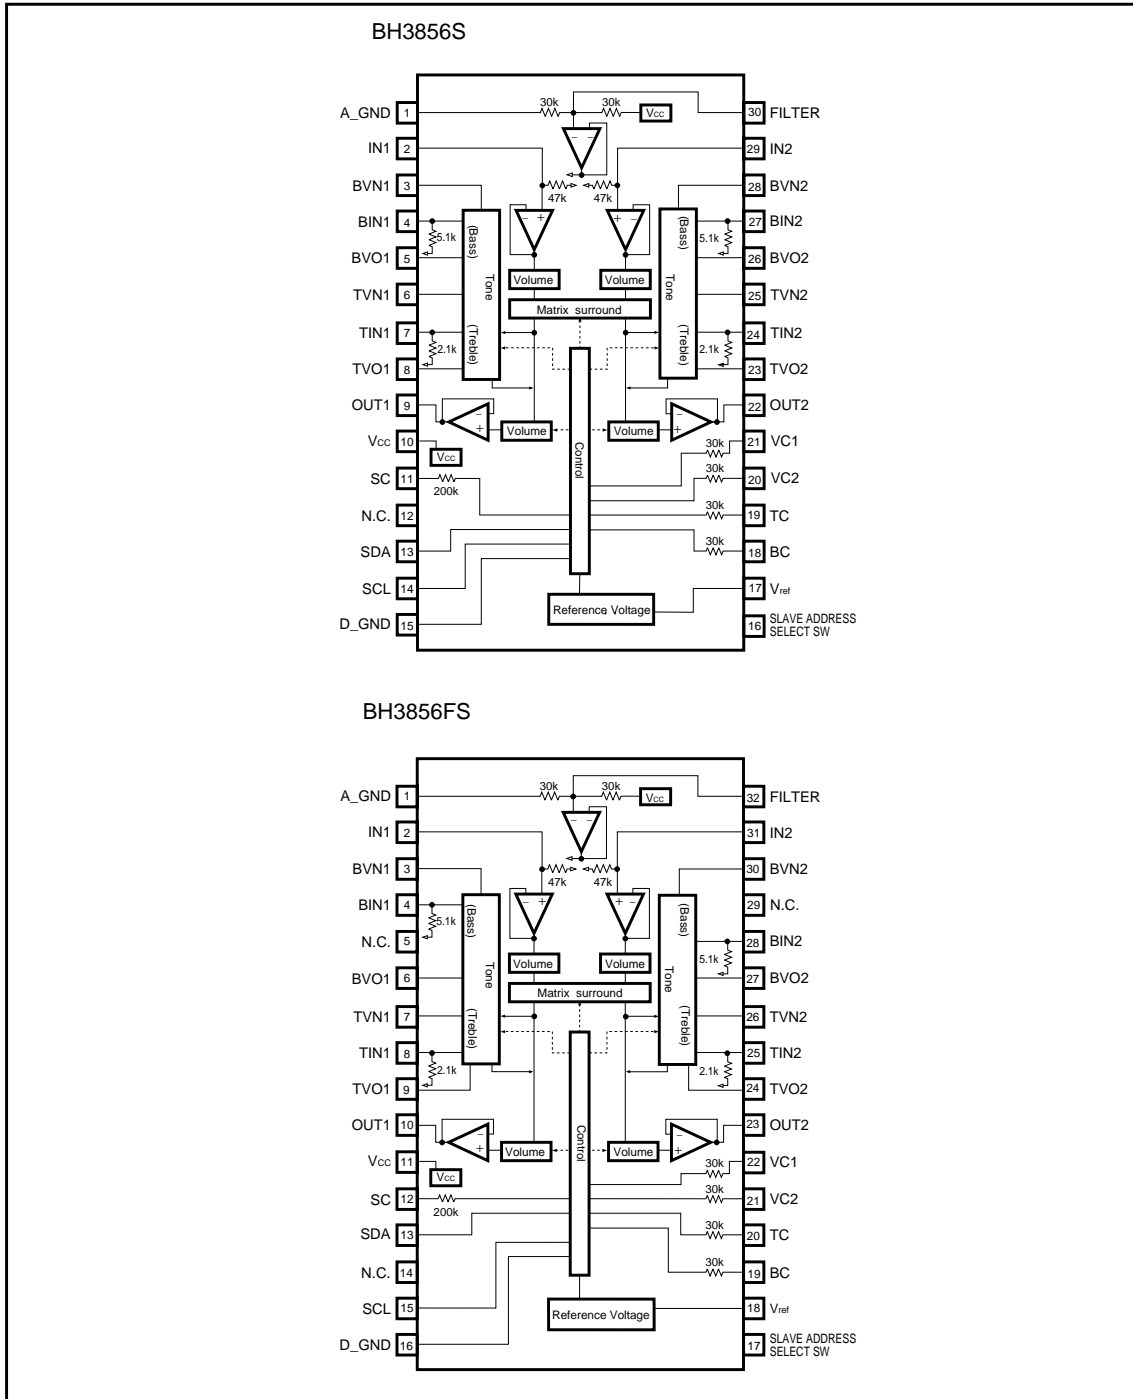 BH3856S
30k 30k
A_GND 1 Vcc 30 FILTER
IN1 2 29 IN2
47k 47k
BVN1 3 28 BVN2
BIN1 4 27 BIN2
5.1k (Bass) (Bass) 5.1k
BVO1 5 26 BVO2
Volume Volume
Tone Tone
TVN1 6 25 TVN2
Matrix surround
TIN1 7 24 TIN2
2.1k (Treble) (Treble) 2.1k
TVO1 8 23 TVO2
OUT1 9 22 OUT2
Volume Volume
Vcc 10 30k 21 VC1
Vcc Control
SC 11 30k 20 VC2
200k
N.C. 12 30k 19 TC
SDA 13 30k 18 BC
SCL 14 17 Vref
Reference Voltage
D_GND 15 16 SLAVE ADDRESS
SELECT SW
BH3856FS
30k 30k
A_GND 1 Vcc 32 FILTER
IN1 2 31 IN2
47k 47k
BVN1 3 30 BVN2
BIN1 4 29 N.C.
5.1k (Bass) (Bass)
N.C. 5 28 BIN2
5.1k
Volume Volume
BVO1 6 27 BVO2
Tone Tone
Matrix surround
TVN1 7 26 TVN2
(Treble) (Treble)
TIN1 8 25 TIN2
2.1k 2.1k
TVO1 9 24 TVO2
OUT1 10 23 OUT2
Volume Control Volume
Vcc 11 30k 22 VC1
Vcc
SC 12 30k 21 VC2
200k
SDA 13 30k 20 TC
N.C. 14 30k 19 BC
SCL 15 18 Vref
Reference Voltage
D_GND 16 17 SLAVE ADDRESS
SELECT SW